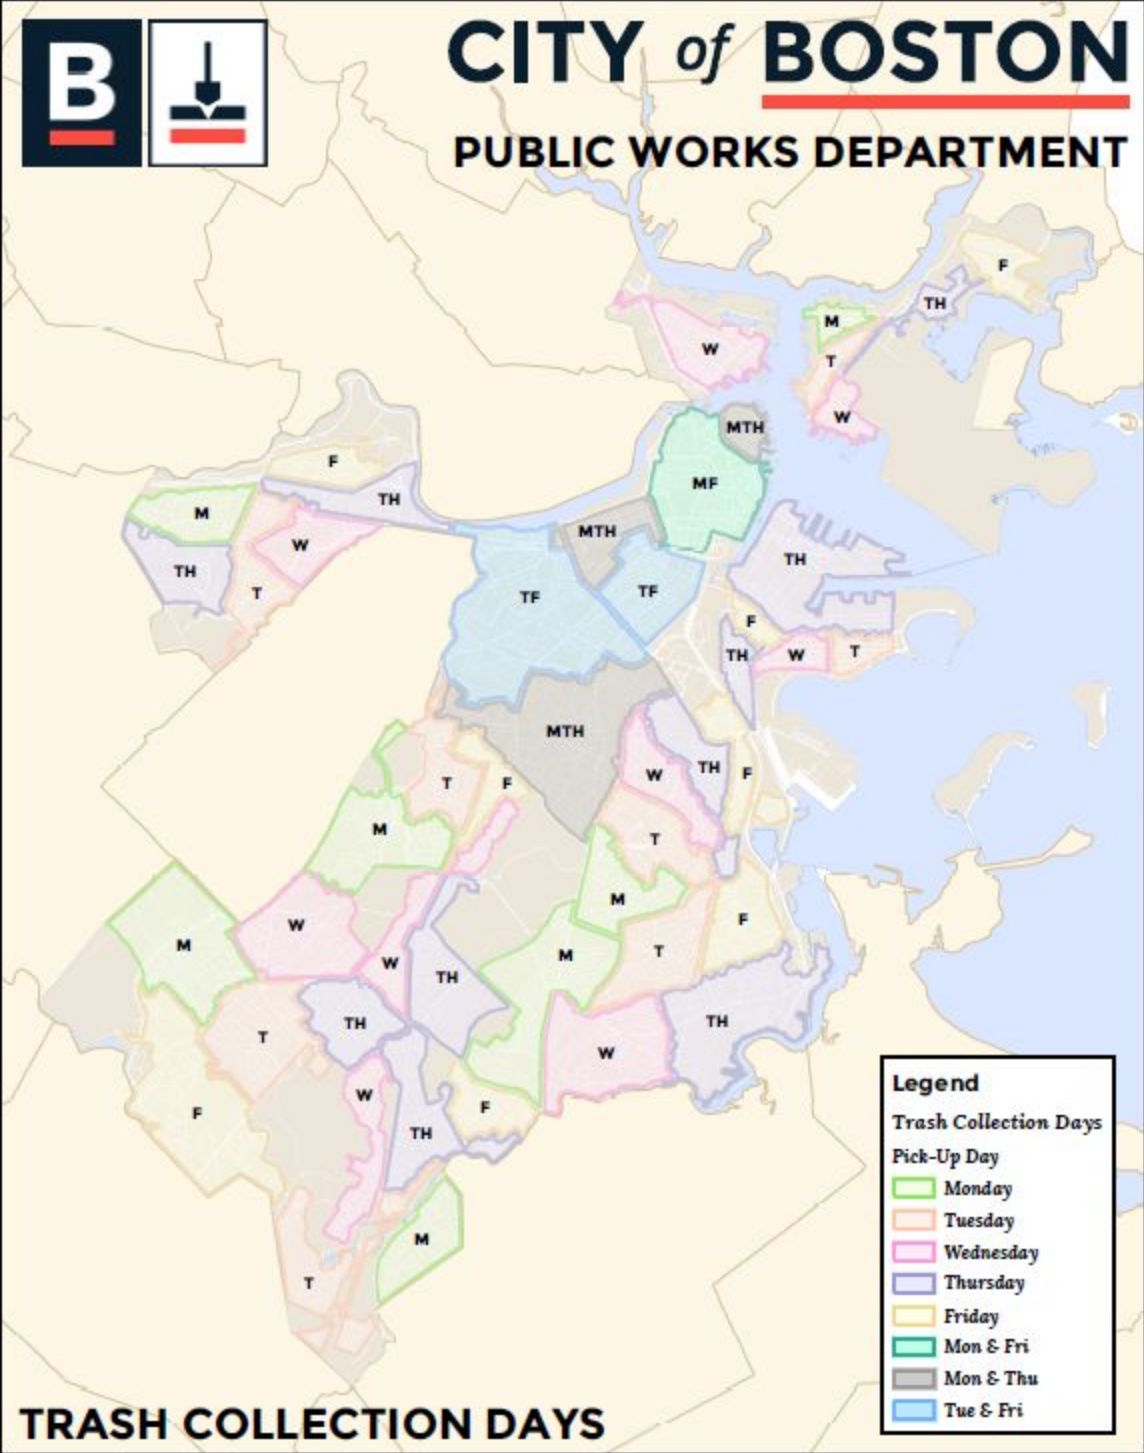 B
CITY of BOSTON
PUBLIC WORKS DEPARTMENT
F
TH
M
W
T
W
MTH
F
MF
TH
M
MTH
W
TH
TH
T
TF
TF
F
TH
W
T
MTH
TH
W
F
T
F
M
T
M
W
F
M
T
M
W
TH
TH
TH
T
W
W
F
F
TH
M
T
Legend
Trash Collection Days
Pick-Up Day
Monday
Tuesday
Wednesday
Thursday
Friday
Mon & Fri
Mon & Thu
Tue & Fri
TRASH COLLECTION DAYS